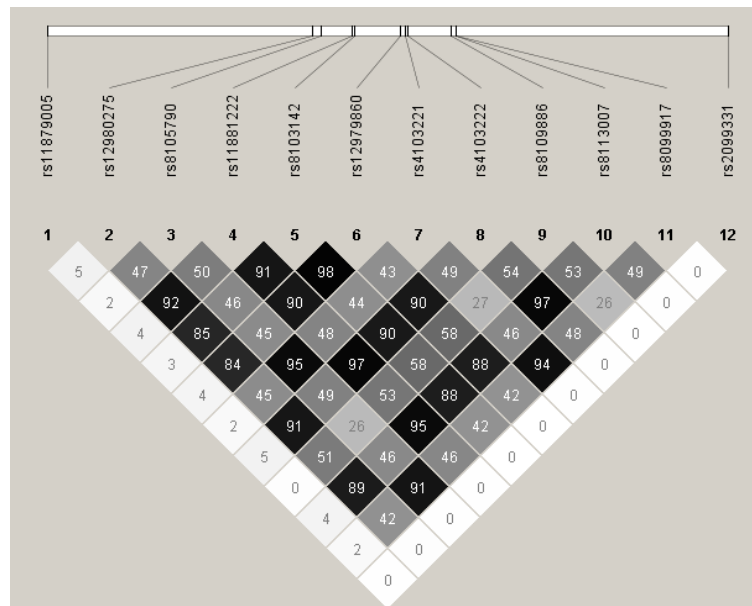 rs11879005
rs12980275
rs8105790
rs11881222
rs8103142
rs12979860
rs4103221
rs4103222
rs8109886
rs8113007
rs8099917
rs2099331
1 2 3 4 5 6 7 8 9 10 11 12
5 47 50 91 98 43 49 54 53 49 0
2 92 46 90 44 90 27 97 26 0
4 85 45 48 90 58 46 48 0
3 84 95 97 58 88 94 0
4 45 49 53 88 42 0
2 91 26 95 42 0
5 51 46 46 0
0 89 91 0
4 42 0
2 0
0